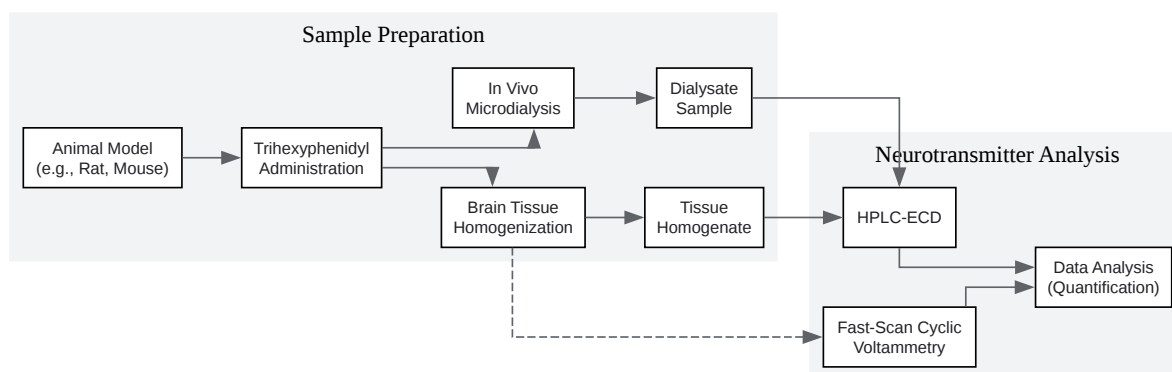 Sample Preparation
In Vivo
Microdialysis
Dialysate
Sample
Animal Model
(e.g., Rat, Mouse)
Trihexyphenidyl
Administration
Neurotransmitter Analysis
Brain Tissue
Homogenization
Tissue
Homogenate
HPLC-ECD
Data Analysis
(Quantification)
Fast-Scan Cyclic
Voltammetry